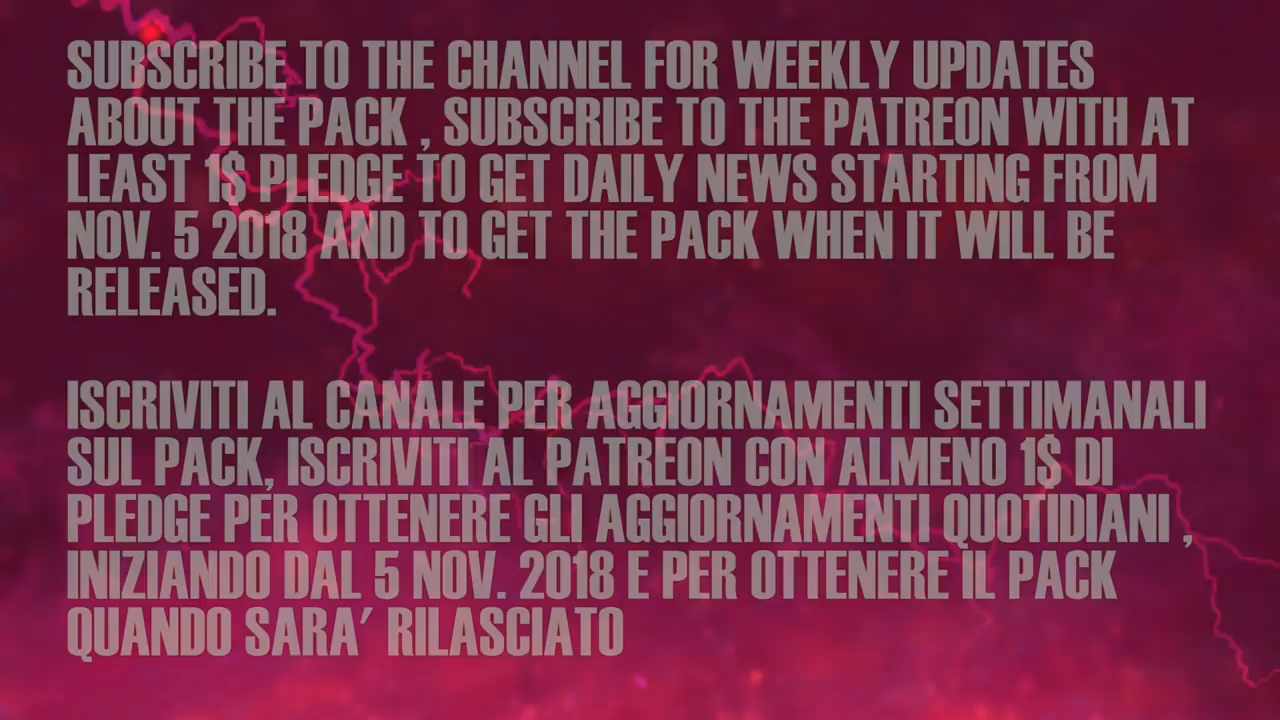 SUBSCRIBE TO THE CHANNEL FOR WEEKLY UPDATES
ABOUT THE PACK , SUBSCRIBE TO THE PATREON WITH AT
LEAST 1$ PLEDGE TO GET DAILY NEWS STARTING FROM
NOV. 5 2018 AND TO GET THE PACK WHEN IT WILL BE
RELEASED.
ISCRIVITI AL CANALE PER AGGIORNAMENTI SETTIMANALI
SUL PACK, ISCRIVITI AL PATREON CON ALMENO 1$ DI
PLEDGE PER OTTENERE GLI AGGIORNAMENTI QUOTIDIANI ,
INIZIANDO DAL 5 NOV. 2018 E PER OTTENERE IL PACK
QUANDO SARA' RILASCIATO